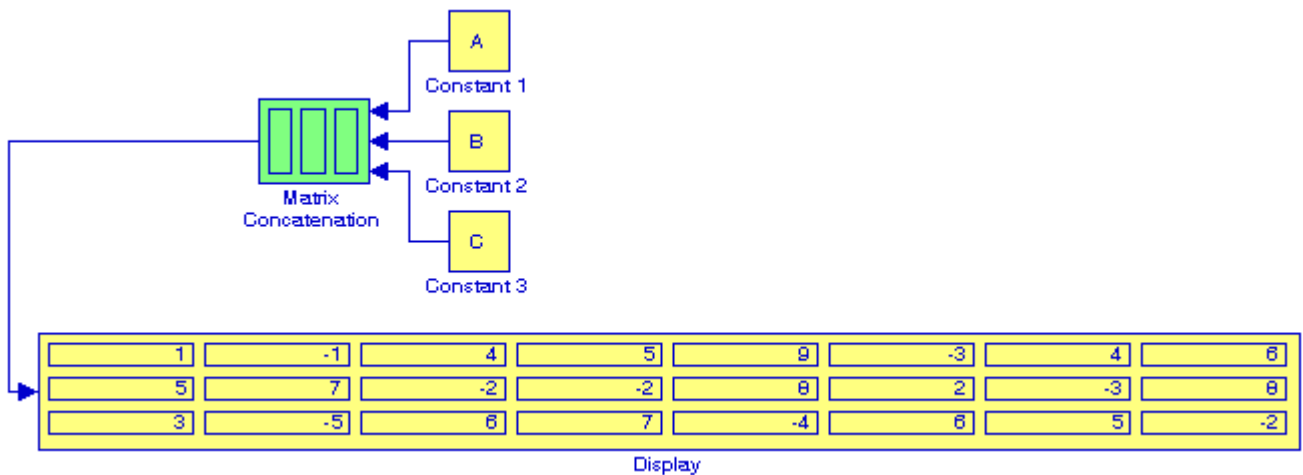 A
Constant 1
B
Constant 2
Matrix
Concatenation
C
Constant 3
1 -1 4 5 9 -3 4 6
5 7 -2 -2 8 2 -3 8
3 -5 6 7 -4 6 5 -2
Display